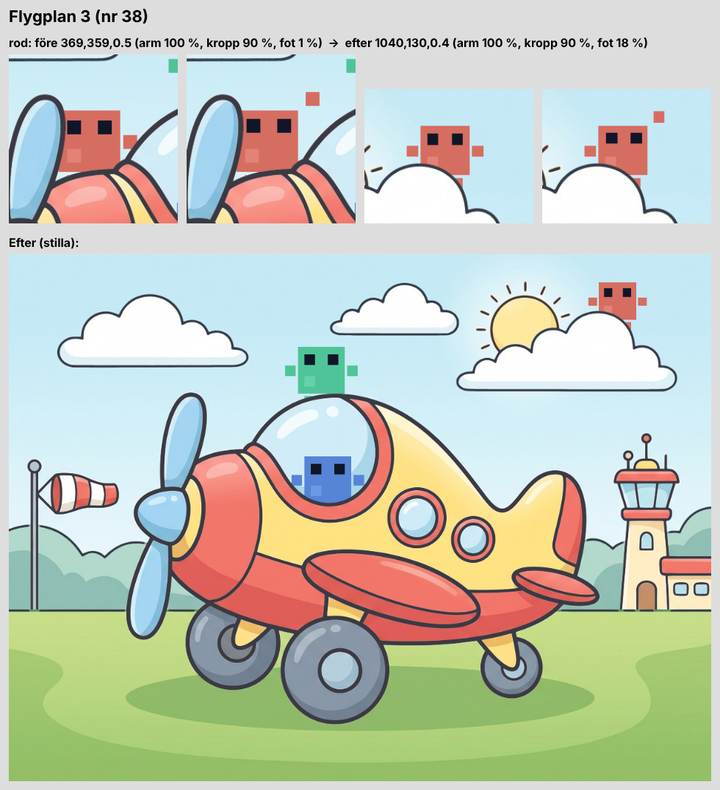 Flygplan 3 (nr 38)
rod: före 369,359,0.5 (arm 100 %, kropp 90 %, fot 1 %) → efter 1040,130,0.4 (arm 100 %, kropp 90 %, fot 18 %)
Efter (stilla):